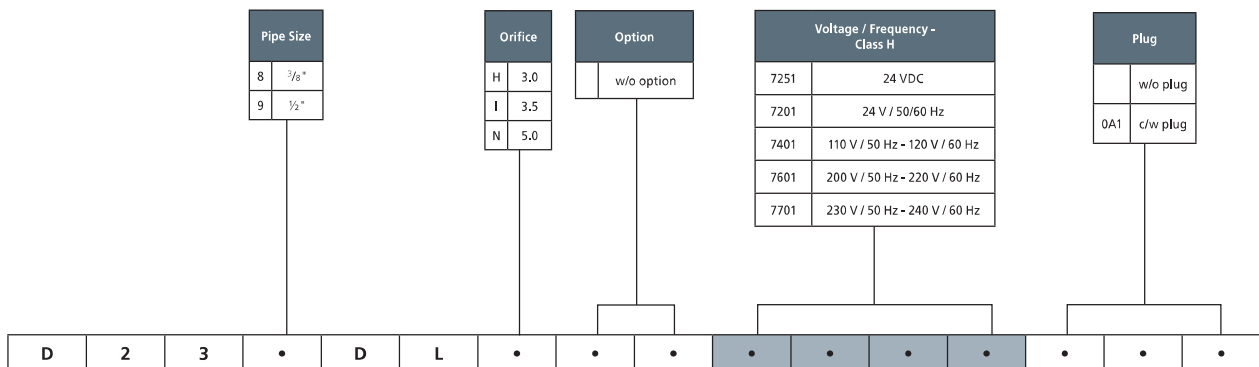 Pipe Size
8 3/8"
9 ½"
Orifice
H 3.0
I 3.5
N 5.0
Option
w/o option
Voltage / Frequency -
Class H
7251 24 VDC
7201 24 V / 50/60 Hz
7401 110 V / 50 Hz - 120 V / 60 Hz
7601 200 V / 50 Hz - 220 V / 60 Hz
7701 230 V / 50 Hz - 240 V / 60 Hz
Plug
w/o plug
0A1 c/w plug
D 2 3 • D L • • • • • • • • • •